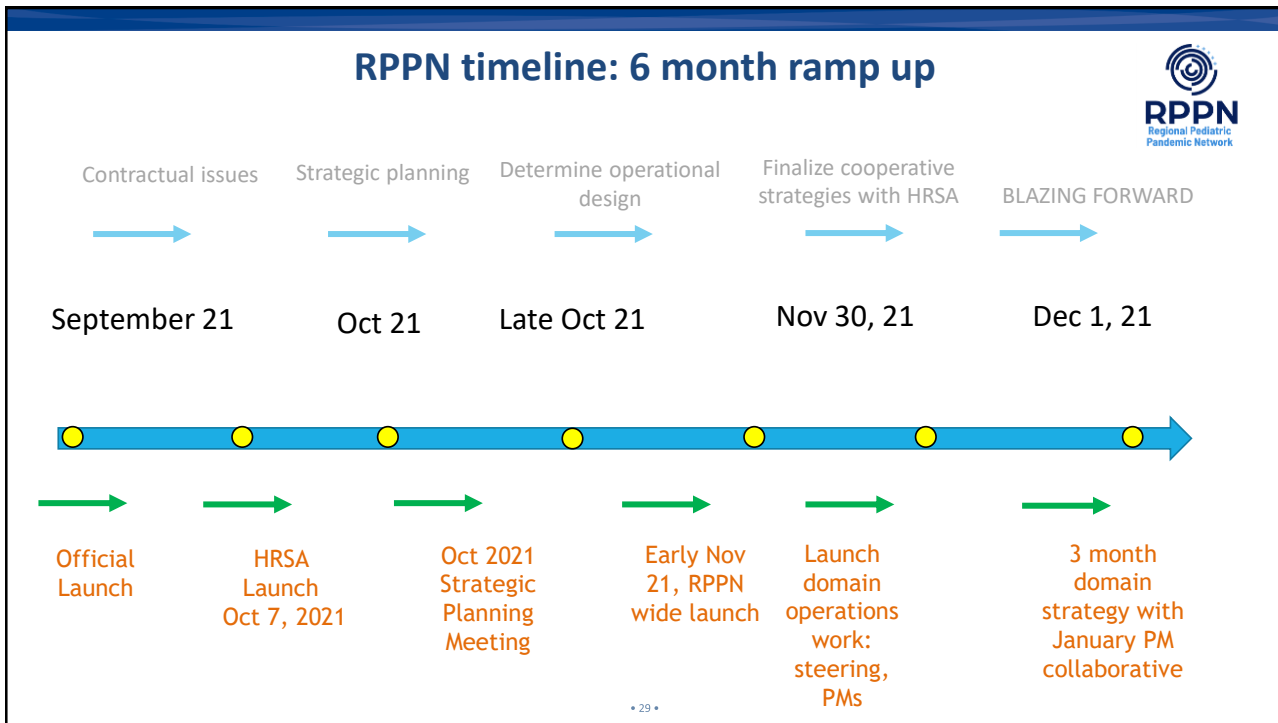 RPPN timeline: 6 month ramp up
RPPN
Regional Pediatric
Pandemic Network
Contractual issues
Strategic planning
Determine operational
design
Finalize cooperative
strategies with HRSA
BLAZING FORWARD
September 21
Oct 21
Late Oct 21
Nov 30, 21
Dec 1, 21
Official
Launch
HRSA
Launch
Oct 7, 2021
Oct 2021
Strategic
Planning
Meeting
Early Nov
21, RPPN
wide launch
Launch
domain
operations
work:
steering,
PMs
3 month
domain
strategy with
January PM
collaborative
• 29 •